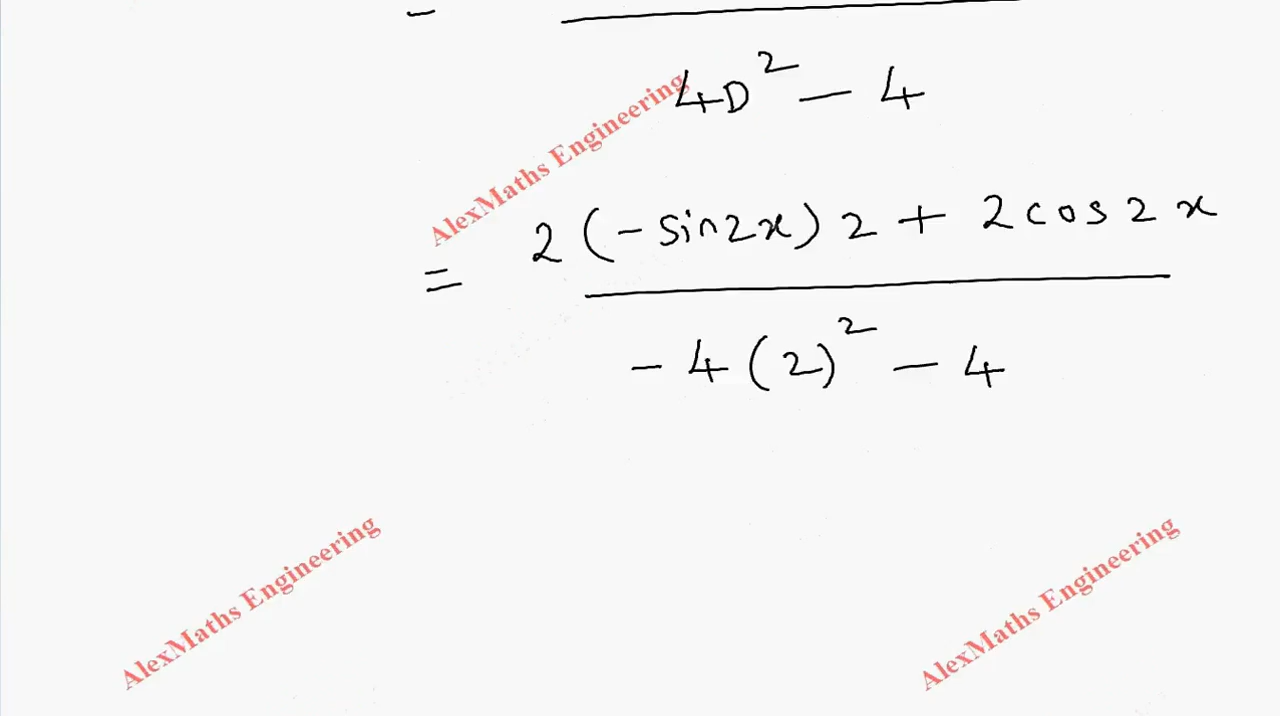 -
4D² - 4
= 2(-sin2x)2 + 2cos2x
-4(2)² - 4
AlexMaths Engineering
AlexMaths Engineering
AlexMaths Engineering